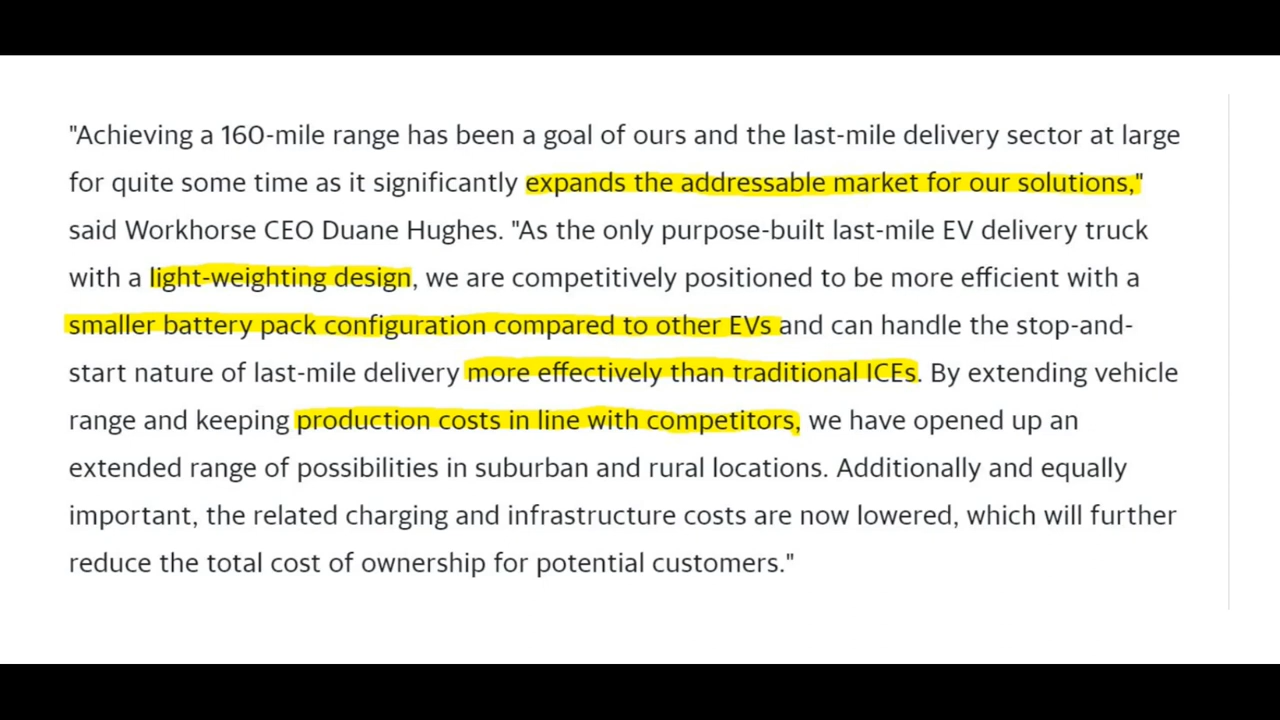 "Achieving a 160-mile range has been a goal of ours and the last-mile delivery sector at large
for quite some time as it significantly expands the addressable market for our solutions,"
said Workhorse CEO Duane Hughes. "As the only purpose-built last-mile EV delivery truck
with a light-weighting design, we are competitively positioned to be more efficient with a
smaller battery pack configuration compared to other EVs and can handle the stop-and-
start nature of last-mile delivery more effectively than traditional ICEs. By extending vehicle
range and keeping production costs in line with competitors, we have opened up an
extended range of possibilities in suburban and rural locations. Additionally and equally
important, the related charging and infrastructure costs are now lowered, which will further
reduce the total cost of ownership for potential customers."